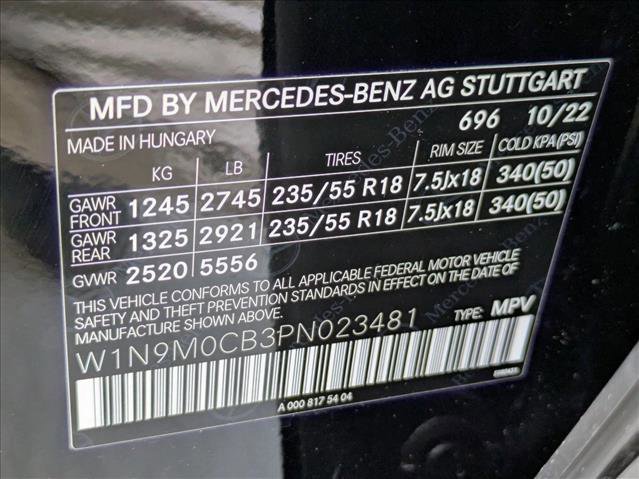 MFD BY MERCEDES-BENZ AG STUTTGART
MADE IN HUNGARY 696 10/22
KG LB TIRES RIM SIZE COLD KPA(PSI)
GAWR FRONT 1245 2745 235/55 R18 7.5Jx18 340(50)
GAWR REAR 1325 2921 235/55 R18 7.5Jx18 340(50)
GVWR 2520 5556
THIS VEHICLE CONFORMS TO ALL APPLICABLE FEDERAL MOTOR VEHICLE
SAFETY AND THEFT PREVENTION STANDARDS IN EFFECT ON THE DATE OF
MANUFACTURE SHOWN ABOVE.
W1N9M0CB3PN023481 TYPE: MPV
A 000 817 54 04